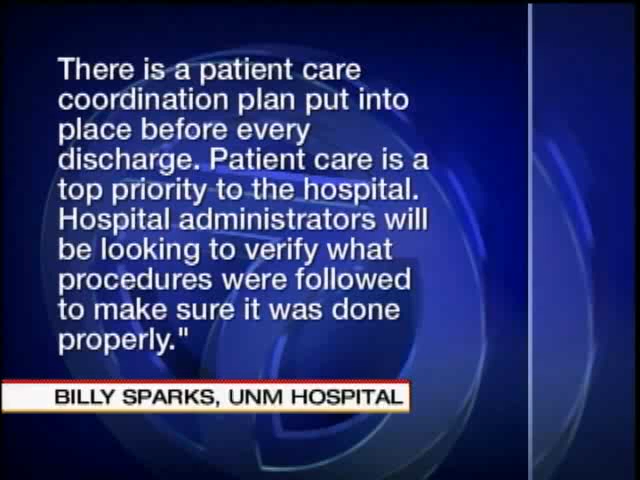 There is a patient care
coordination plan put into
place before every
discharge. Patient care is a
top priority to the hospital.
Hospital administrators will
be looking to verify what
procedures were followed
to make sure it was done
properly."
BILLY SPARKS, UNM HOSPITAL